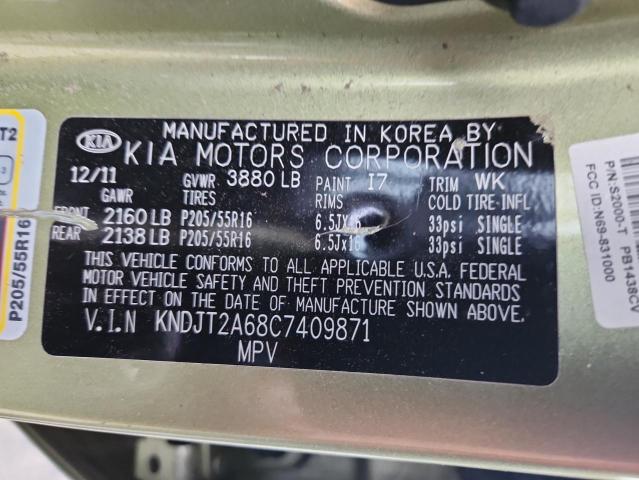 MANUFACTURED IN KOREA BY
KIA KIA MOTORS CORPORATION
12/11 GVWR 3880 LB PAINT I7 TRIM WK
GAWR TIRES RIMS COLD TIRE INFL
FRONT 2160 LB P205/55R16 6.5Jx16 33psi SINGLE
REAR 2138 LB P205/55R16 6.5Jx16 33psi SINGLE
THIS VEHICLE CONFORMS TO ALL APPLICABLE U.S.A. FEDERAL
MOTOR VEHICLE SAFETY AND THEFT PREVENTION STANDARDS
IN EFFECT ON THE DATE OF MANUFACTURE SHOWN ABOVE.
V.I.N KNDJT2A68C7409871
MPV
T2
3
P205/55R16
P/N:S2000-T PB1438CV
FCC ID:N69-831000